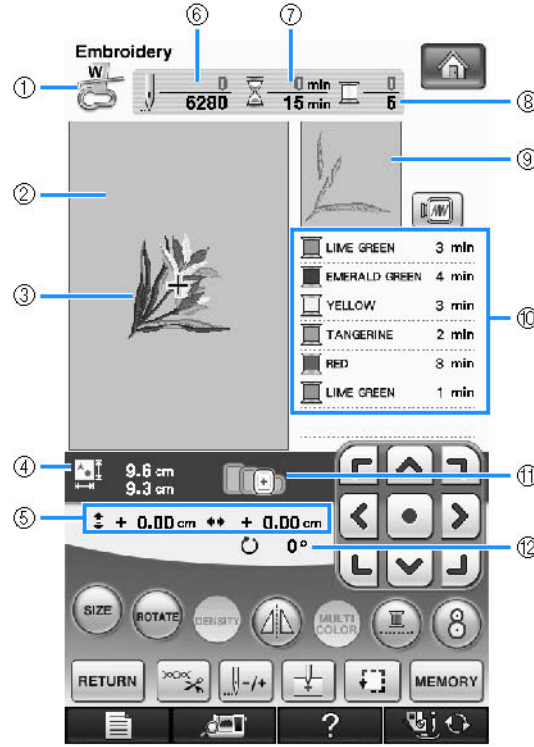 ⑥ ⑦
Embroidery
① W 0 0 min 0 ⑧
6280 15 min 6
② ⑨
LIME GREEN 3 min
③ EMERALD GREEN 4 min
YELLOW 3 min ⑩
TANGERINE 2 min
RED 3 min
LIME GREEN 1 min
④ 9.6 cm ⑪
9.3 cm
⑤ + 0.00 cm + 0.00 cm
0° ⑫
SIZE ROTATE DENSITY MULTI COLOR 8
RETURN -/+ MEMORY
?